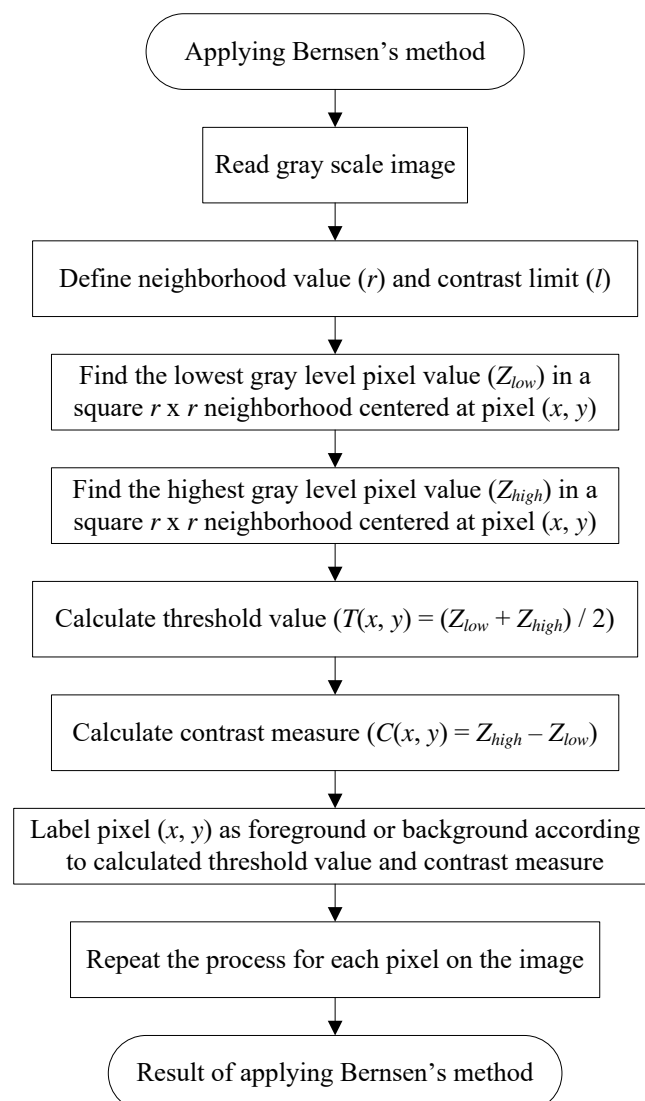 Applying Bernsen’s method
Read gray scale image
Define neighborhood value (r) and contrast limit (l)
Find the lowest gray level pixel value (Zlow) in a
square r x r neighborhood centered at pixel (x, y)
Find the highest gray level pixel value (Zhigh) in a
square r x r neighborhood centered at pixel (x, y)
Calculate threshold value (T(x, y) = (Zlow + Zhigh) / 2)
Calculate contrast measure (C(x, y) = Zhigh – Zlow)
Label pixel (x, y) as foreground or background according
to calculated threshold value and contrast measure
Repeat the process for each pixel on the image
Result of applying Bernsen’s method